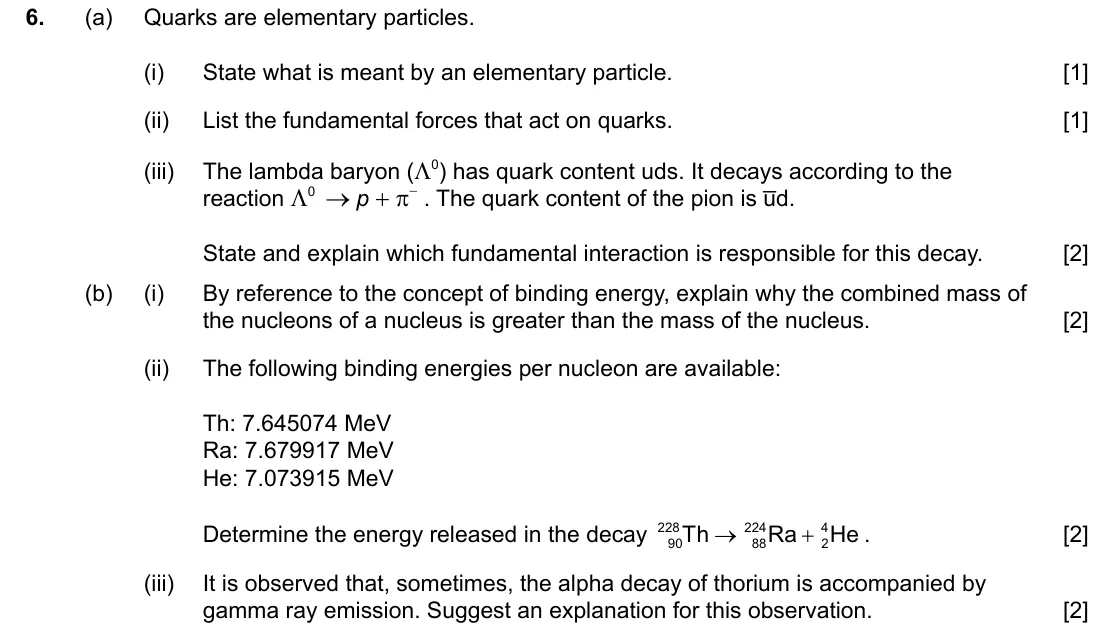 6. (a) Quarks are elementary particles.
(i) State what is meant by an elementary particle. [1]
(ii) List the fundamental forces that act on quarks. [1]
(iii) The lambda baryon (Λ⁰) has quark content uds. It decays according to the
reaction Λ⁰ → p + π⁻ . The quark content of the pion is u̅d.
State and explain which fundamental interaction is responsible for this decay. [2]
(b) (i) By reference to the concept of binding energy, explain why the combined mass of
the nucleons of a nucleus is greater than the mass of the nucleus. [2]
(ii) The following binding energies per nucleon are available:
Th: 7.645074 MeV
Ra: 7.679917 MeV
He: 7.073915 MeV
Determine the energy released in the decay ²²⁸₉₀Th → ²²⁴₈₈Ra + ⁴₂He . [2]
(iii) It is observed that, sometimes, the alpha decay of thorium is accompanied by
gamma ray emission. Suggest an explanation for this observation. [2]